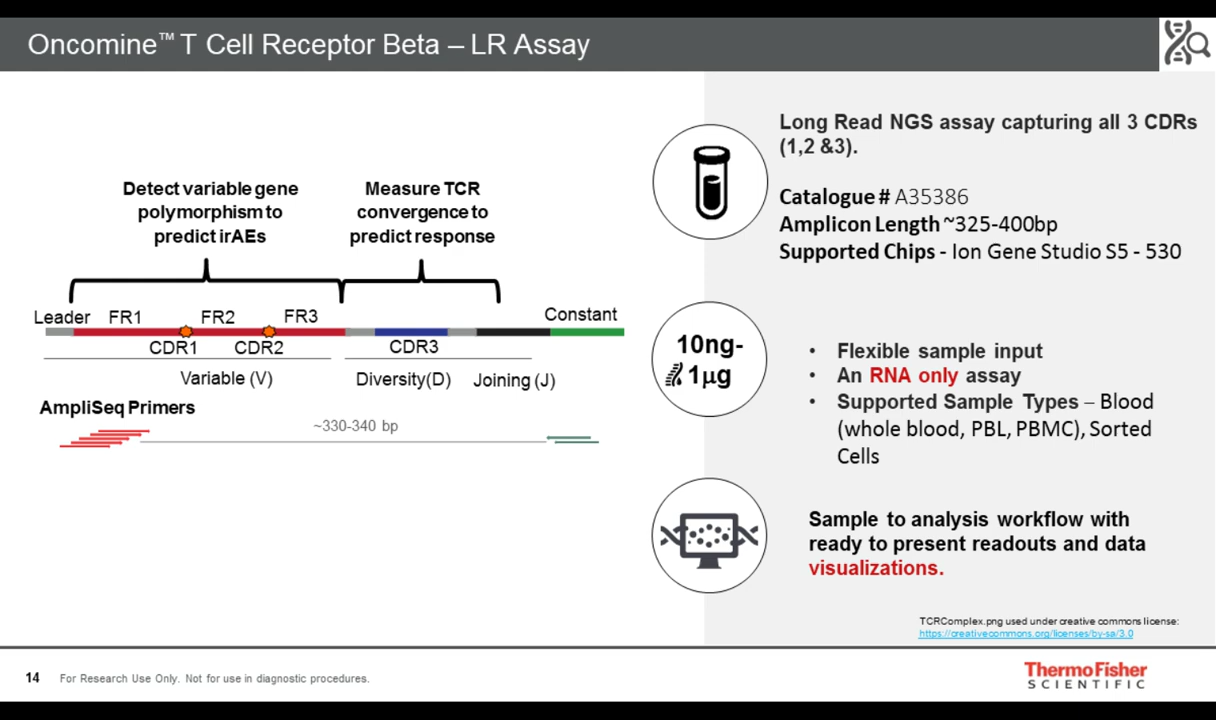 Oncomine™ T Cell Receptor Beta – LR Assay
Detect variable gene
polymorphism to
predict irAEs
Measure TCR
convergence to
predict response
Leader
FR1
FR2
FR3
Constant
CDR1
CDR2
CDR3
Variable (V)
Diversity(D)
Joining (J)
AmpliSeq Primers
~330-340 bp
Long Read NGS assay capturing all 3 CDRs
(1,2 &3).
Catalogue # A35386
Amplicon Length ~325-400bp
Supported Chips - Ion Gene Studio S5 - 530
10ng-
1µg
• Flexible sample input
• An RNA only assay
• Supported Sample Types – Blood
(whole blood, PBL, PBMC), Sorted
Cells
Sample to analysis workflow with
ready to present readouts and data
visualizations.
TCRComplex.png used under creative commons license:
https://creativecommons.org/licenses/by-sa/3.0
14 For Research Use Only. Not for use in diagnostic procedures.
ThermoFisher
SCIENTIFIC